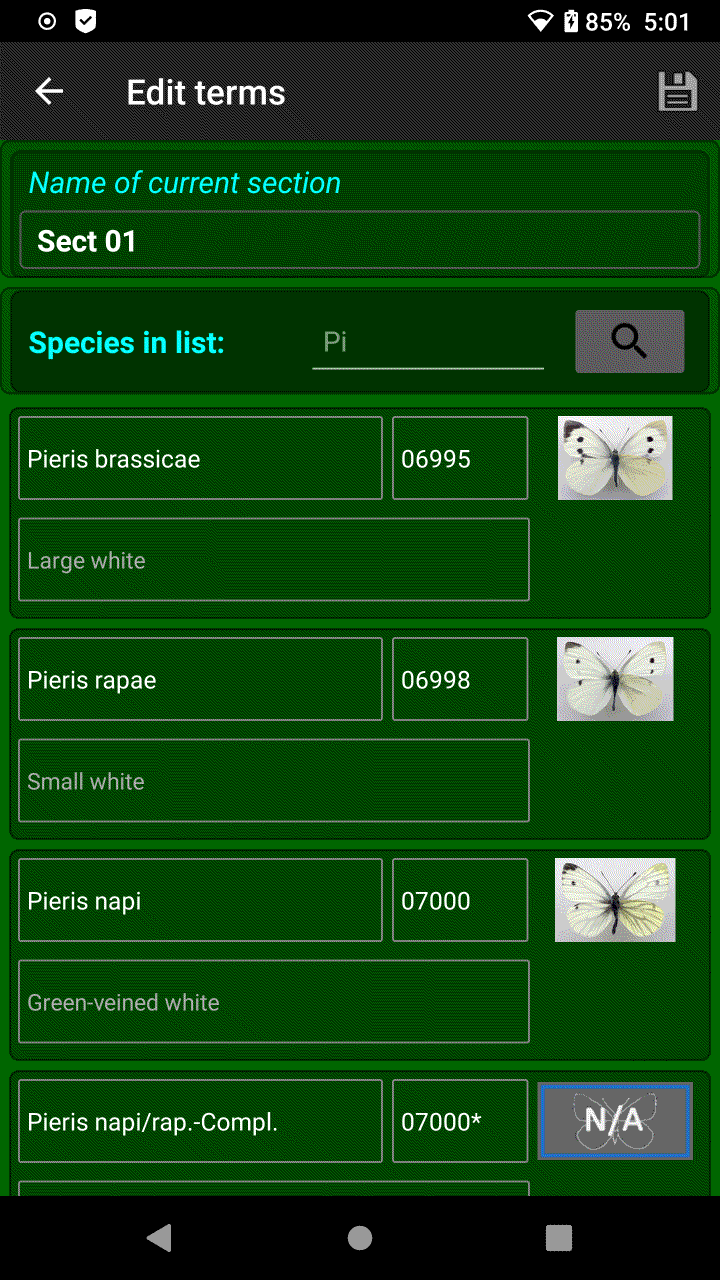 85% 5:01
Edit terms
Name of current section
Sect 01
Species in list: Pi
Pieris brassicae 06995
Large white
Pieris rapae 06998
Small white
Pieris napi 07000
Green-veined white
Pieris napi/rap.-Compl. 07000* N/A